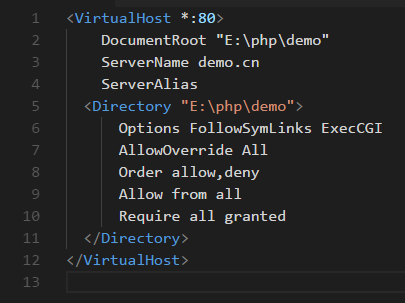 1 <VirtualHost *:80>
2 DocumentRoot "E:\php\demo"
3 ServerName demo.cn
4 ServerAlias
5 <Directory "E:\php\demo">
6 Options FollowSymLinks ExecCGI
7 AllowOverride All
8 Order allow,deny
9 Allow from all
10 Require all granted
11 </Directory>
12 </VirtualHost>
13